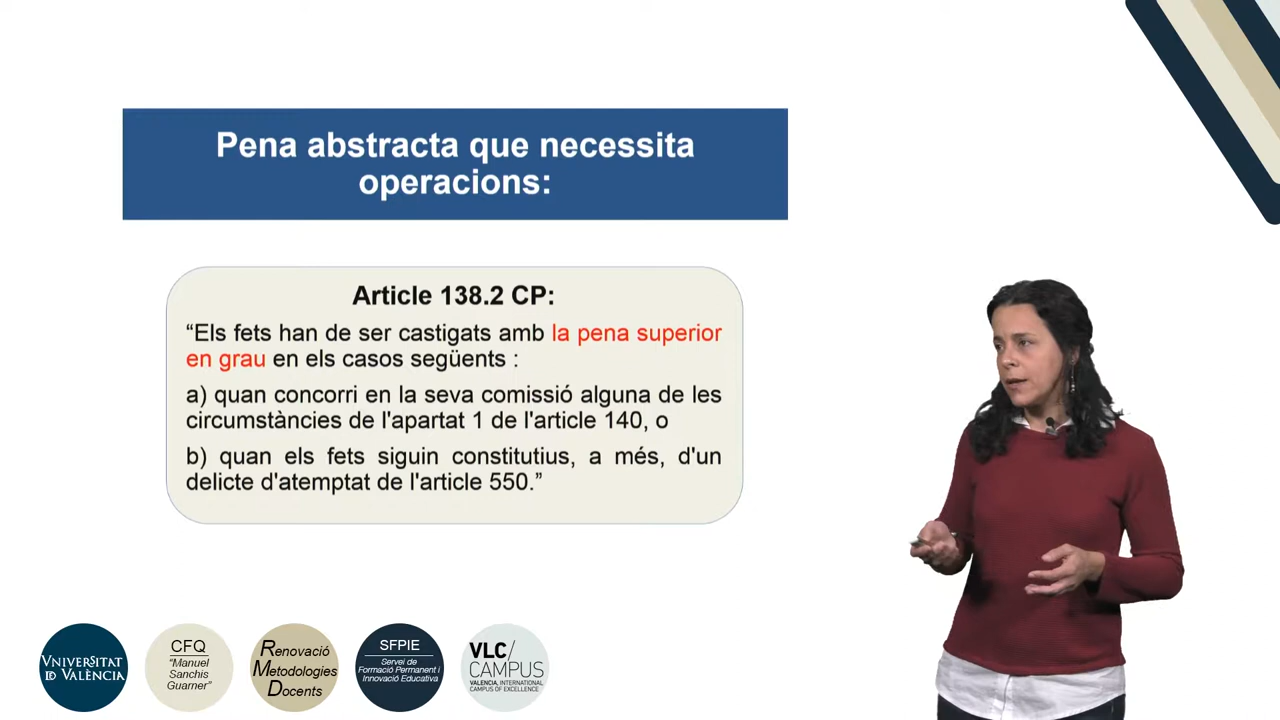 Pena abstracta que necessita
operacions:
Article 138.2 CP:
“Els fets han de ser castigats amb la pena superior
en grau en els casos següents :
a) quan concorri en la seva comissió alguna de les
circumstàncies de l'apartat 1 de l'article 140, o
b) quan els fets siguin constitutius, a més, d'un
delicte d'atemptat de l'article 550.”
VNIVERSITAT
ID VALÈNCIA
CFQ
“Manuel
Sanchis
Guarner”
Renovació
Metodologies
Docents
SFPIE
Servei de
Formació Permanent i
Innovació Educativa
VLC/
CAMPUS
VALENCIA, INTERNATIONAL
CAMPUS OF EXCELLENCE